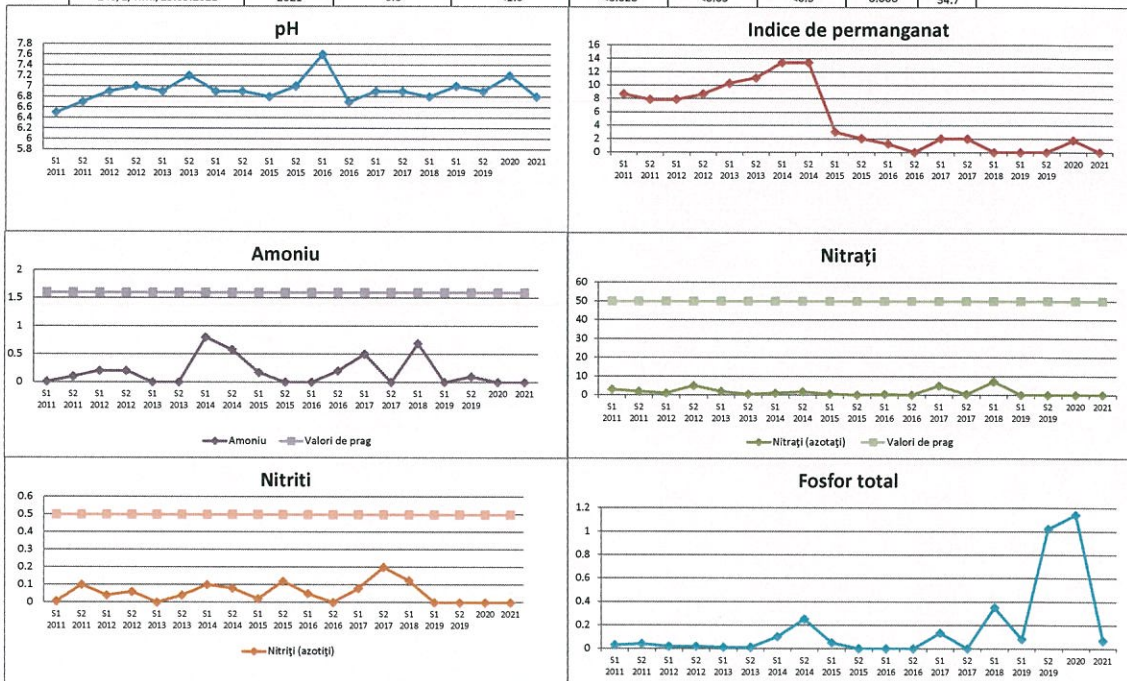 34.7
pH
7.8
7.6
7.4
7.2
7
6.8
6.6
6.4
6.2
6
5.8
S1 S2 S1 S2 S1 S2 S1 S2 S1 S2 S1 S2 S1 S2 S1 S1 S2 2020 2021
2011 2011 2012 2012 2013 2013 2014 2014 2015 2015 2016 2016 2017 2017 2018 2019 2019
Indice de permanganat
16
14
12
10
8
6
4
2
0
S1 S2 S1 S2 S1 S2 S1 S2 S1 S2 S1 S2 S1 S2 S1 S1 S2 2020 2021
2011 2011 2012 2012 2013 2013 2014 2014 2015 2015 2016 2016 2017 2017 2018 2019 2019
Amoniu
2
1.5
1
0.5
0
S1 S2 S1 S2 S1 S2 S1 S2 S1 S2 S1 S2 S1 S2 S1 S1 S2 2020 2021
2011 2011 2012 2012 2013 2013 2014 2014 2015 2015 2016 2016 2017 2017 2018 2019 2019
Amoniu Valori de prag
Nitrați
60
50
40
30
20
10
0
S1 S2 S1 S2 S1 S2 S1 S2 S1 S2 S1 S2 S1 S2 S1 S1 S2 2020 2021
2011 2011 2012 2012 2013 2013 2014 2014 2015 2015 2016 2016 2017 2017 2018 2019 2019
Nitrați (azotați) Valori de prag
Nitriti
0.6
0.5
0.4
0.3
0.2
0.1
0
S1 S2 S1 S2 S1 S2 S1 S2 S1 S2 S1 S2 S1 S2 S1 S1 S2 2020 2021
2011 2011 2012 2012 2013 2013 2014 2014 2015 2015 2016 2016 2017 2017 2018 2019 2019
Nitriți (azotiți)
Fosfor total
1.2
1
0.8
0.6
0.4
0.2
0
S1 S2 S1 S2 S1 S2 S1 S2 S1 S2 S1 S2 S1 S2 S1 S1 S2 2020 2021
2011 2011 2012 2012 2013 2013 2014 2014 2015 2015 2016 2016 2017 2017 2018 2019 2019